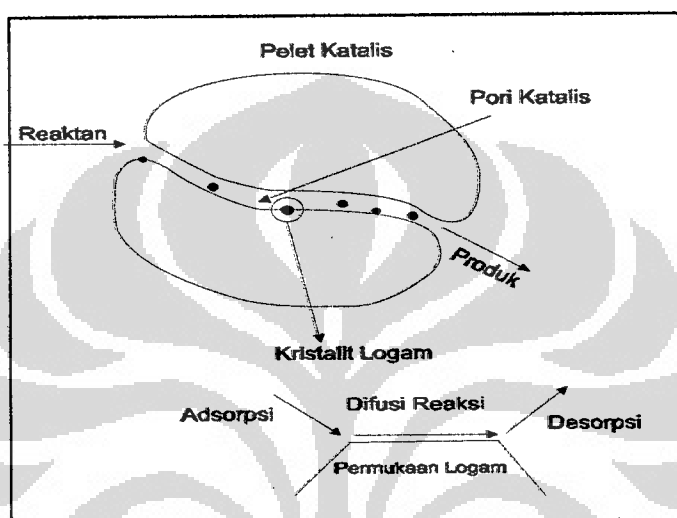 Pelet Katalis
Pori Katalis
Reaktan
Produk
Kristalit Logam
Adsorpsi
Difusi Reaksi
Desorpsi
Permukaan Logam